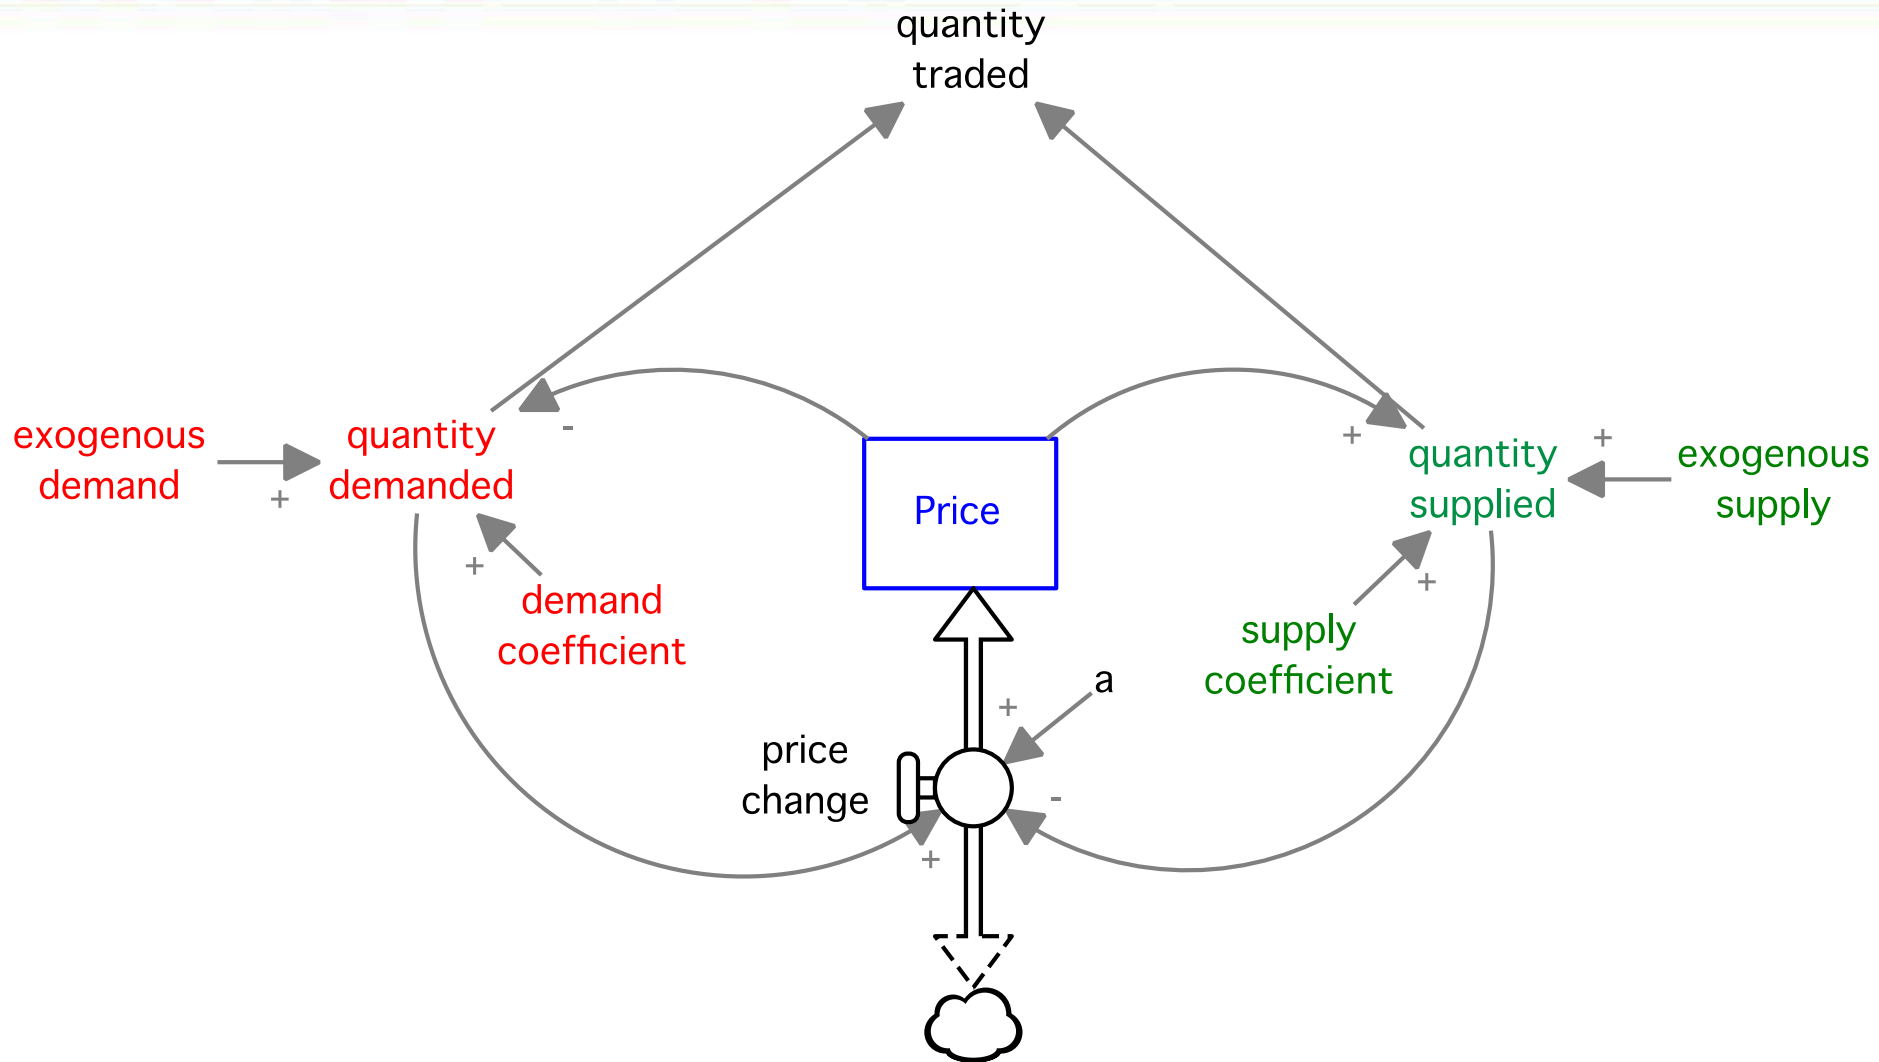 quantity
traded
exogenous
demand
+
quantity
demanded
-
+
demand
coefficient
Price
+
quantity
supplied
+
exogenous
supply
+
supply
coefficient
a
+
price
change
-
+